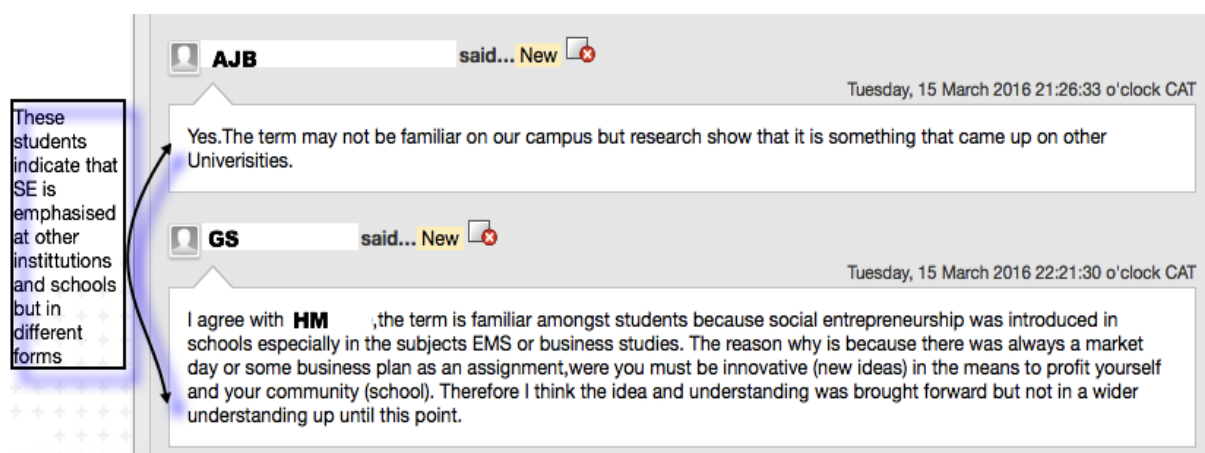 AJB said... New
Tuesday, 15 March 2016 21:26:33 o'clock CAT
These
students
indicate that
SE is
emphasised
at other
instittutions
and schools
but in
different
forms
Yes.The term may not be familiar on our campus but research show that it is something that came up on other
Univerisities.
GS said... New
Tuesday, 15 March 2016 22:21:30 o'clock CAT
I agree with HM ,the term is familiar amongst students because social entrepreneurship was introduced in
schools especially in the subjects EMS or business studies. The reason why is because there was always a market
day or some business plan as an assignment,were you must be innovative (new ideas) in the means to profit yourself
and your community (school). Therefore I think the idea and understanding was brought forward but not in a wider
understanding up until this point.